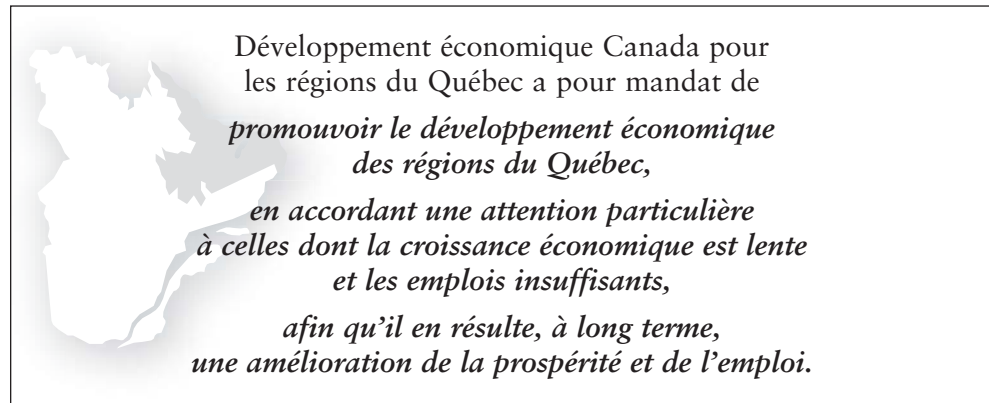 Développement économique Canada pour
les régions du Québec a pour mandat de
promouvoir le développement économique
des régions du Québec,
en accordant une attention particulière
à celles dont la croissance économique est lente
et les emplois insuffisants,
afin qu’il en résulte, à long terme,
une amélioration de la prospérité et de l’emploi.